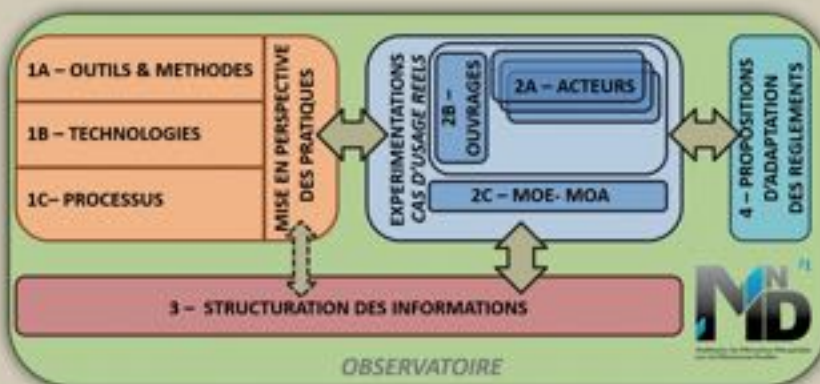 1A – OUTILS & METHODES
1B – TECHNOLOGIES
1C– PROCESSUS
MISE EN PERSPECTIVE
DES PRATIQUES
EXPERIMENTATIONS
CAS D'USAGE REELS
2B –
OUVRAGES
2A – ACTEURS
2C – MOE- MOA
4 – PROPOSITIONS
D'ADAPTATION
DES REGLEMENTS
3 – STRUCTURATION DES INFORMATIONS
MND
OBSERVATOIRE